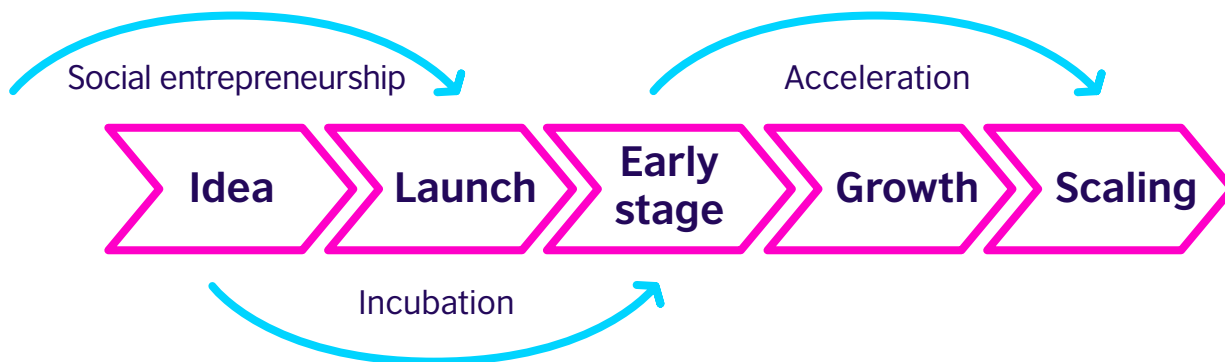 Social entrepreneurship
Acceleration
Idea
Launch
Early
stage
Growth
Scaling
Incubation